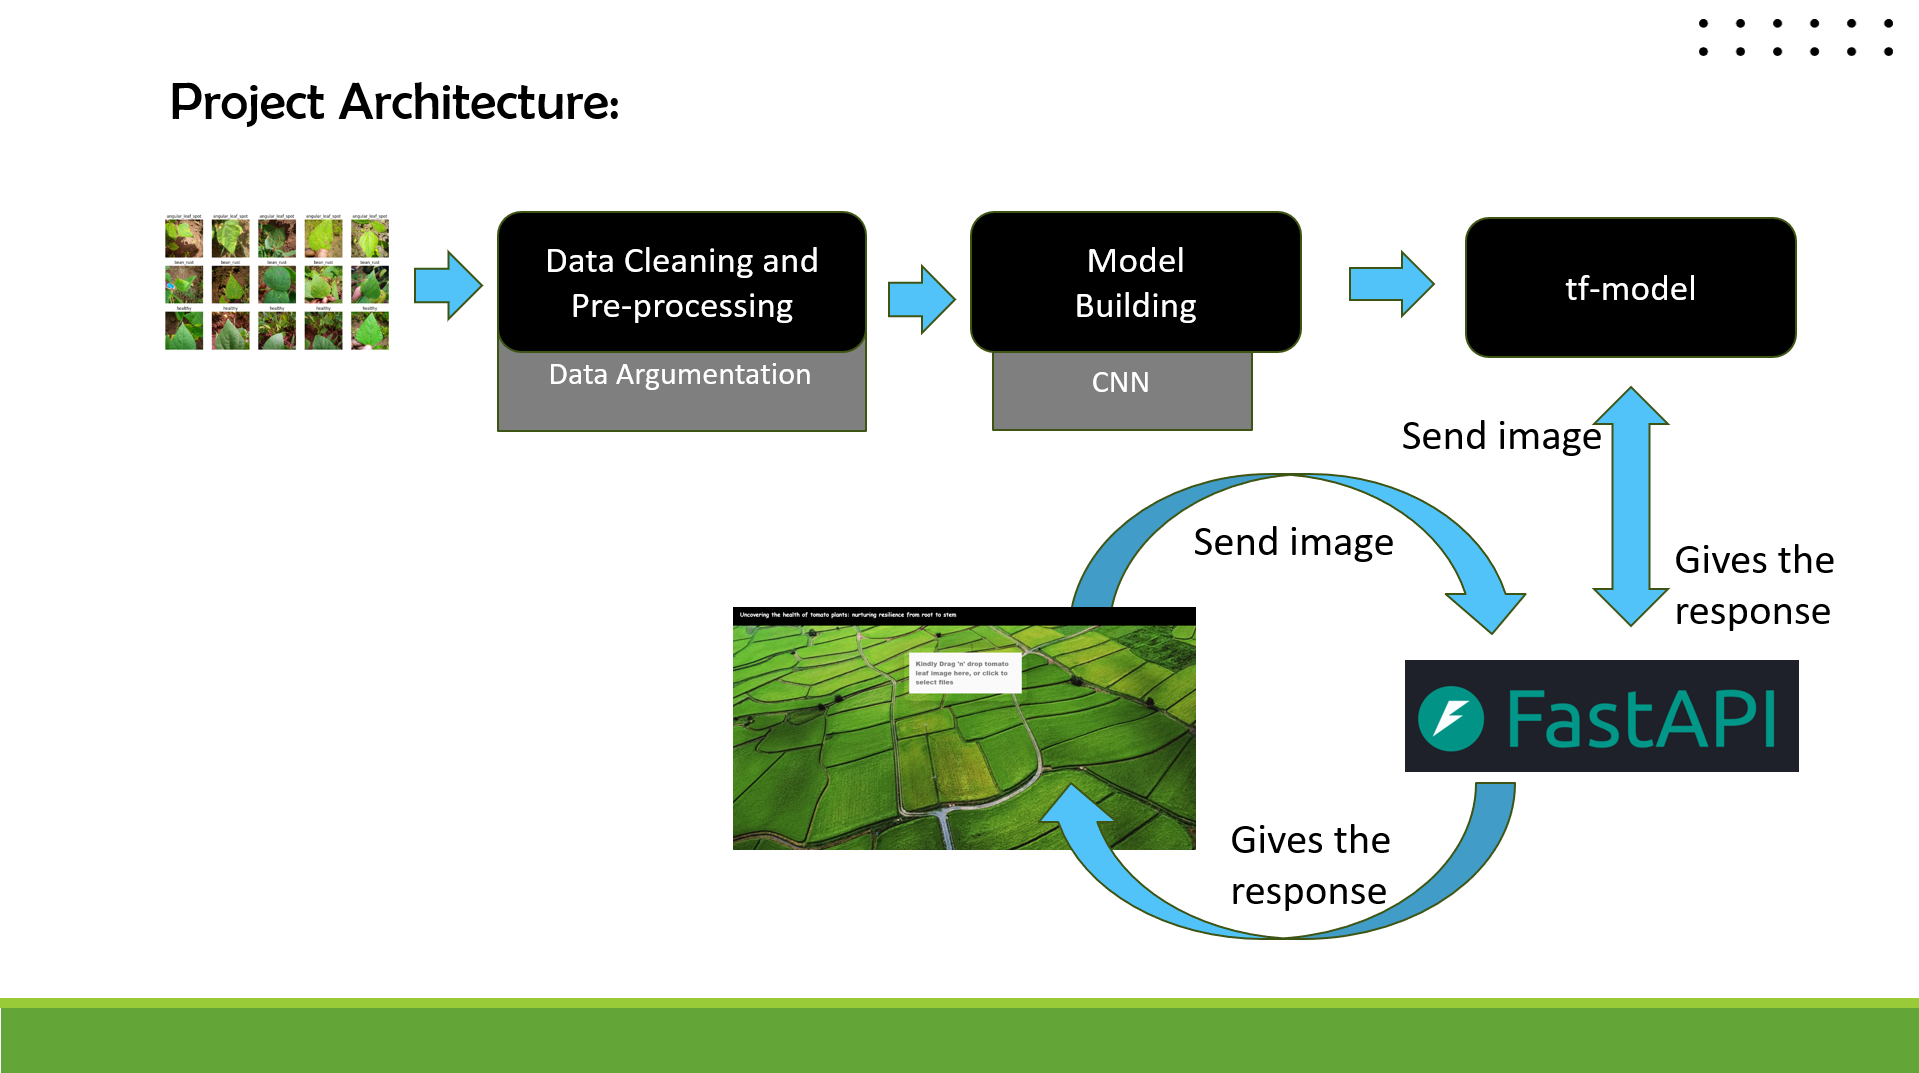 Project Architecture:
angular_leaf_spot angular_leaf_spot angular_leaf_spot angular_leaf_spot angular_leaf_spot
bean_rust bean_rust bean_rust bean_rust bean_rust
healthy healthy healthy healthy healthy
Data Cleaning and
Pre-processing
Data Argumentation
Model
Building
CNN
tf-model
Send image
Send image
Gives the
response
Uncovering the health of tomato plants: nurturing resilience from root to stem
Kindly Drag 'n' drop tomato
leaf image here, or click to
select files
FastAPI
Gives the
response